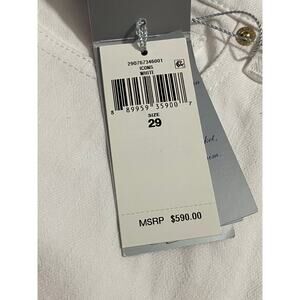 290767346001
ICONS
WHITE
8 89959 35900 7
SIZE
29
MSRP $590.00